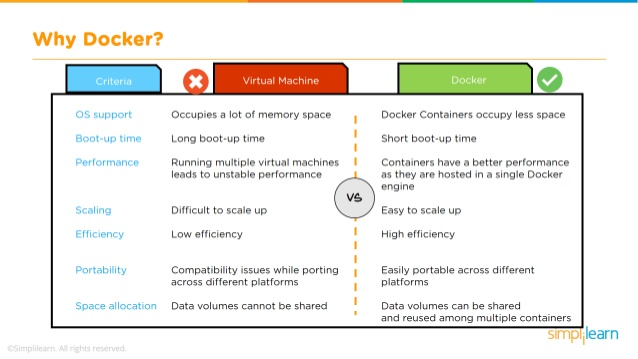 Why Docker?
Criteria
Virtual Machine
Docker
OS support
Occupies a lot of memory space
Docker Containers occupy less space
Boot-up time
Long boot-up time
Short boot-up time
Performance
Running multiple virtual machines
leads to unstable performance
Containers have a better performance
as they are hosted in a single Docker
engine
VS
Scaling
Difficult to scale up
Easy to scale up
Efficiency
Low efficiency
High efficiency
Portability
Compatibility issues while porting
across different platforms
Easily portable across different
platforms
Space allocation
Data volumes cannot be shared
Data volumes can be shared
and reused among multiple containers
simplilearn
©Simplilearn. All rights reserved.